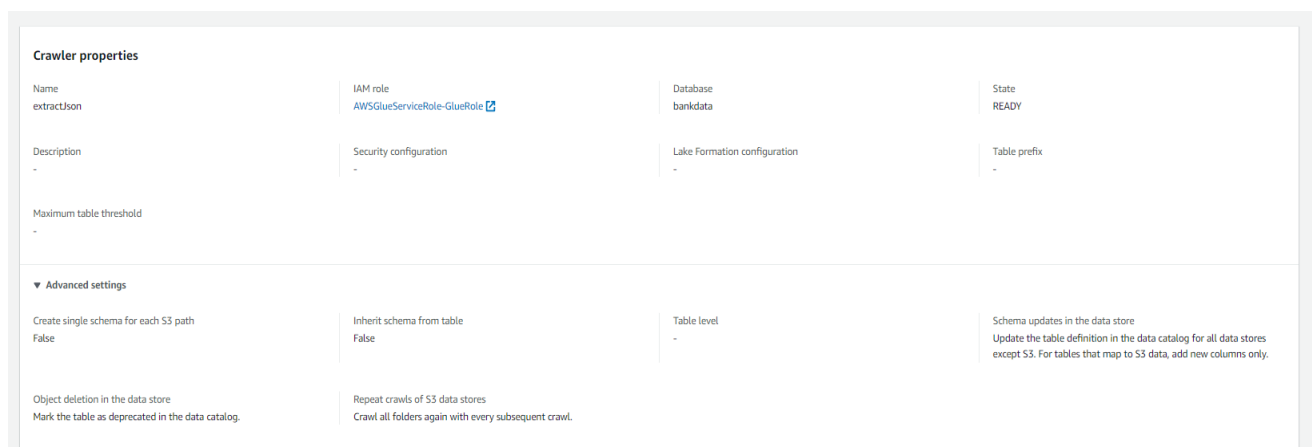 Crawler properties
Name
extractJson
IAM role
AWSGlueServiceRole-GlueRole
Database
bankdata
State
READY
Description
-
Security configuration
-
Lake Formation configuration
-
Table prefix
-
Maximum table threshold
-
Advanced settings
Create single schema for each S3 path
False
Inherit schema from table
False
Table level
-
Schema updates in the data store
Update the table definition in the data catalog for all data stores
except S3. For tables that map to S3 data, add new columns only.
Object deletion in the data store
Mark the table as deprecated in the data catalog.
Repeat crawls of S3 data stores
Crawl all folders again with every subsequent crawl.